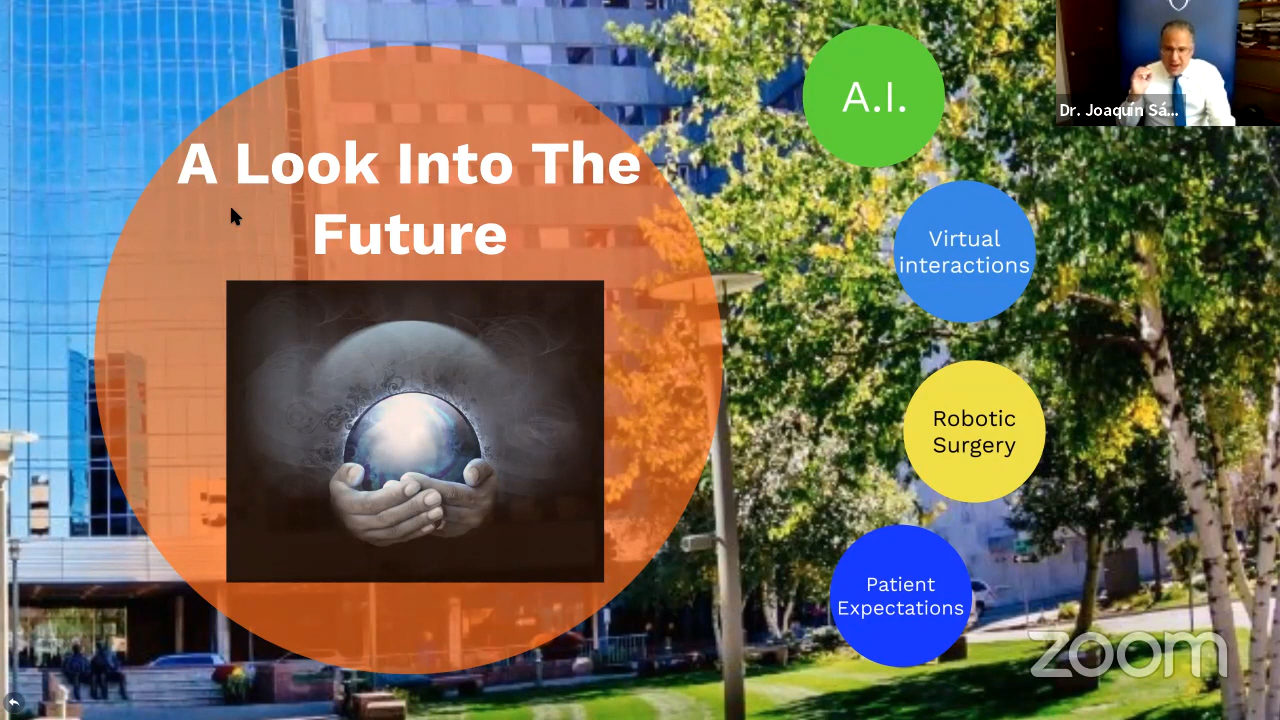 A Look Into The
Future
A.I.
Virtual
interactions
Robotic
Surgery
Patient
Expectations
Dr. Joaquín Sá...
zoom